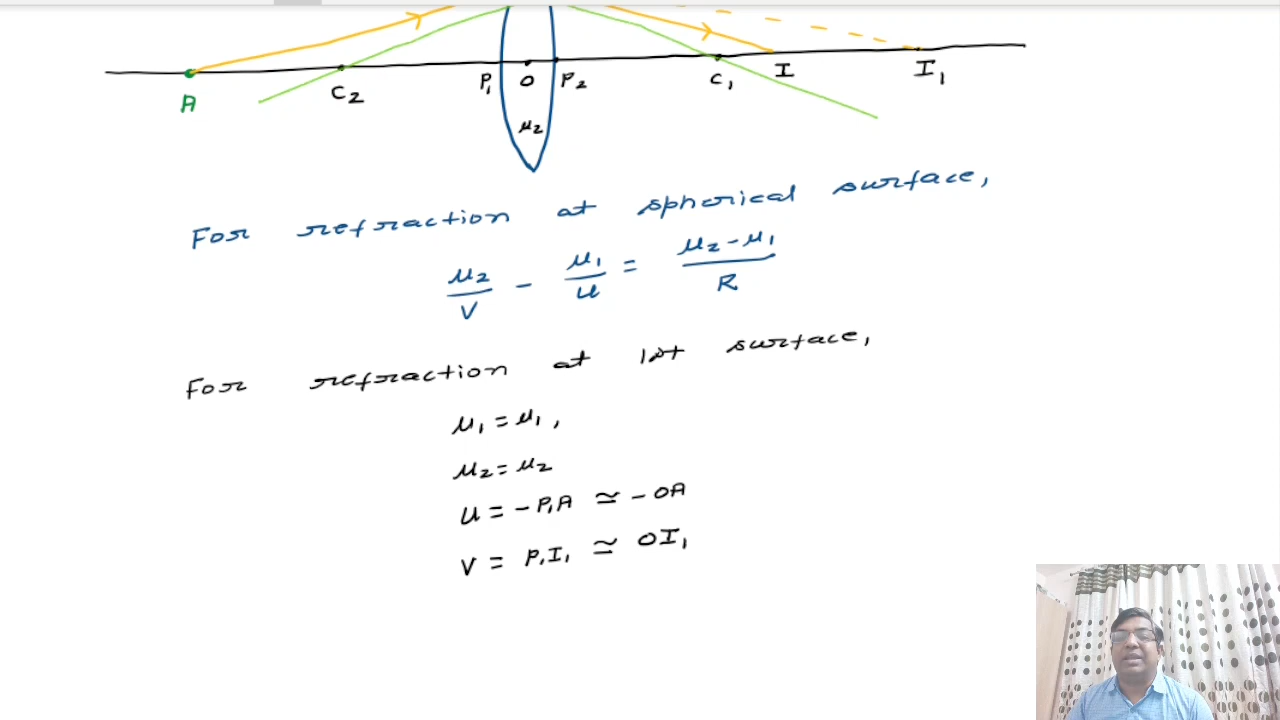 A C₂ P₁ O P₂ C₁ I I₁
μ₂
For refraction at spherical surface,
μ₂/V - μ₁/u = (μ₂-μ₁)/R
For refraction at 1st surface,
μ₁ = μ₁,
μ₂ = μ₂
u = - P₁A ≃ - OA
V = P₁I₁ ≃ OI₁